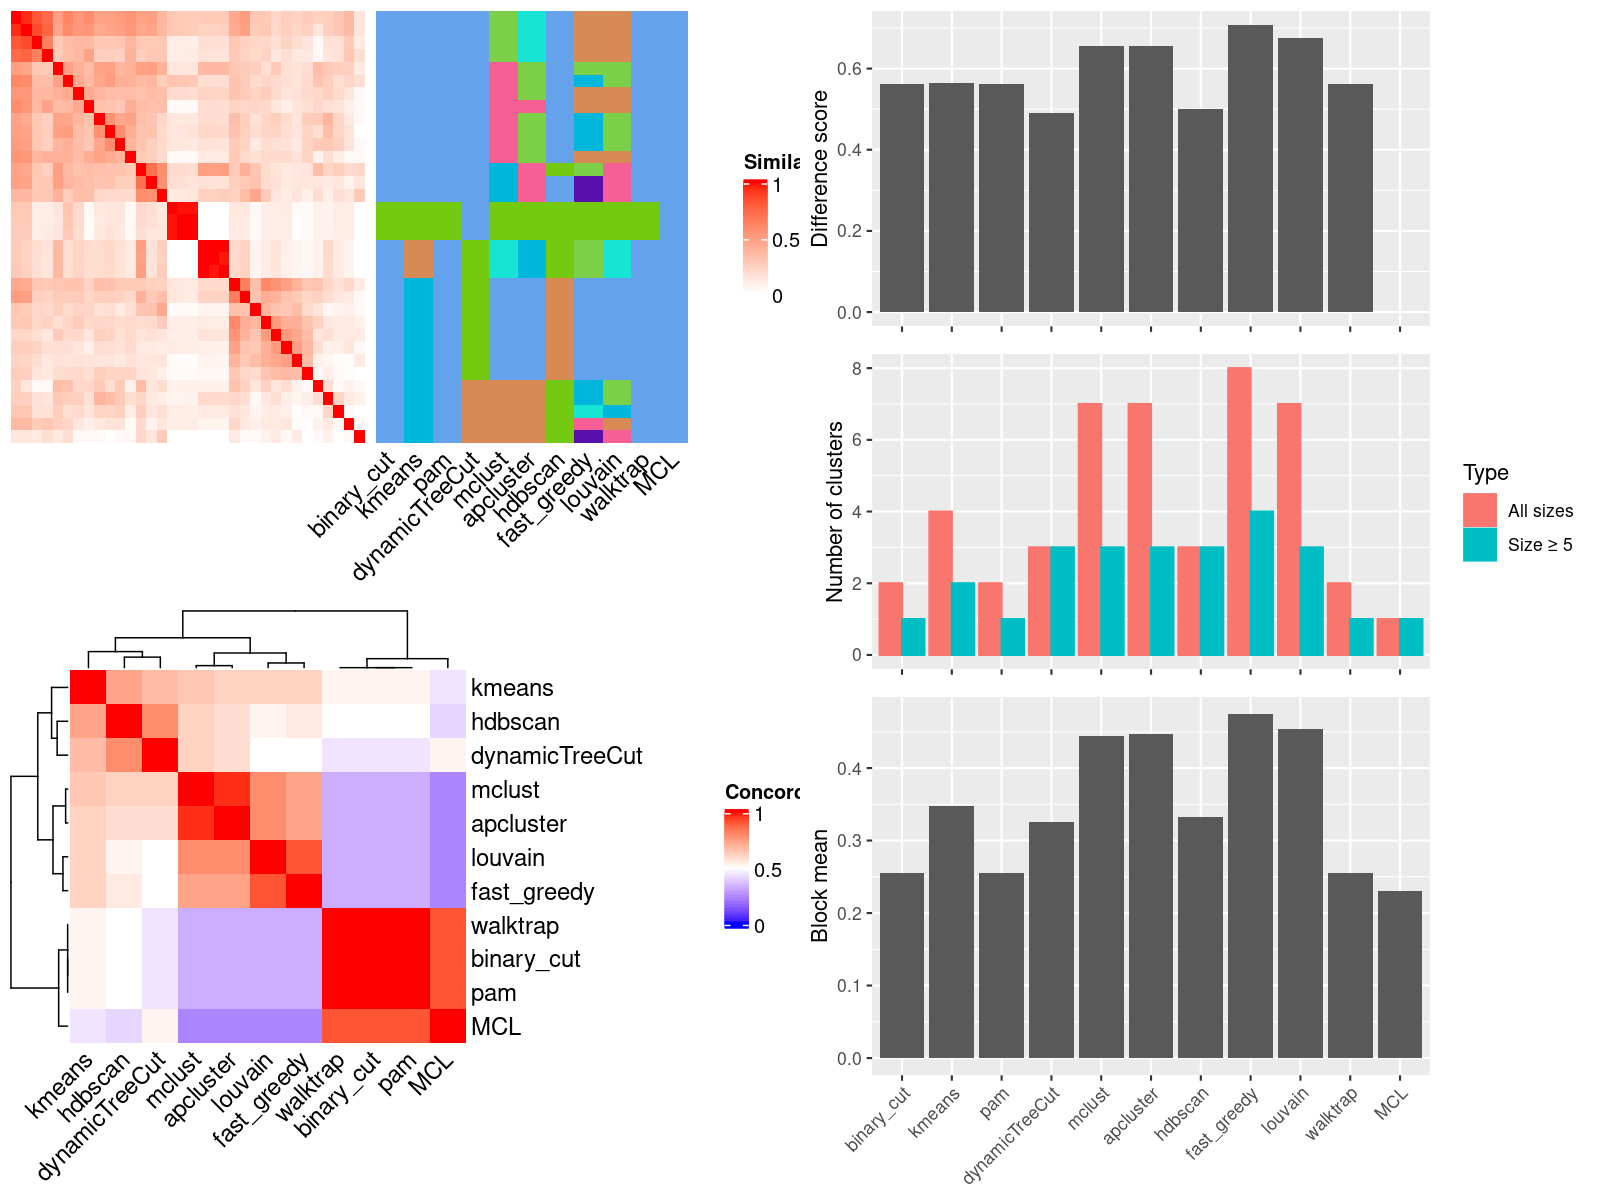 Simila
1
0.5
0
binary_cut
kmeans
pam
dynamicTreeCut
mclust
apcluster
hdbscan
fast_greedy
louvain
walktrap
MCL
kmeans
hdbscan
dynamicTreeCut
mclust
apcluster
louvain
fast_greedy
walktrap
binary_cut
pam
MCL
kmeans
hdbscan
dynamicTreeCut
mclust
apcluster
louvain
fast_greedy
walktrap
binary_cut
pam
MCL
Concord
1
0.5
0
Difference score
0.6
0.4
0.2
0.0
Number of clusters
8
6
4
2
0
Type
All sizes
Size ≥ 5
Block mean
0.4
0.3
0.2
0.1
0.0
binary_cut
kmeans
pam
dynamicTreeCut
mclust
apcluster
hdbscan
fast_greedy
louvain
walktrap
MCL